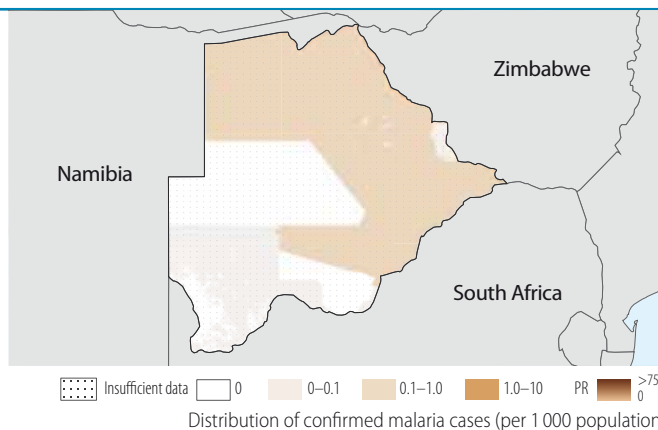 Zimbabwe
Namibia
South Africa
Insufficient data 0 0–0.1 0.1–1.0 1.0–10 PR >75
0
Distribution of confirmed malaria cases (per 1 000 population